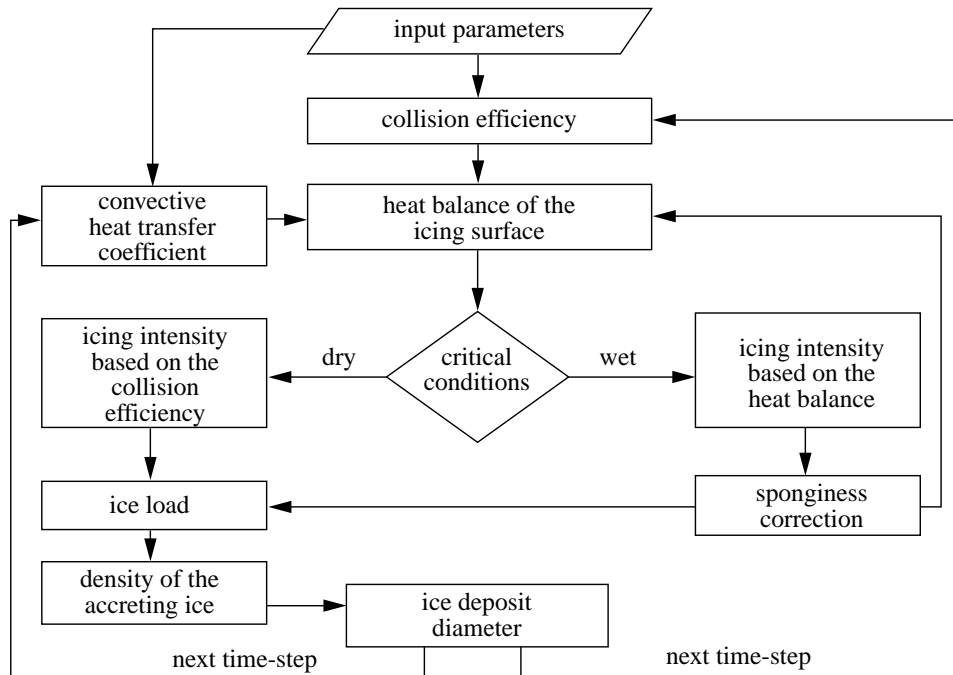 input parameters
collision efficiency
convective
heat transfer
coefficient
heat balance of the
icing surface
icing intensity
based on the
collision
efficiency
dry
critical
conditions
wet
icing intensity
based on the
heat balance
ice load
sponginess
correction
density of the
accreting ice
ice deposit
diameter
next time-step
next time-step